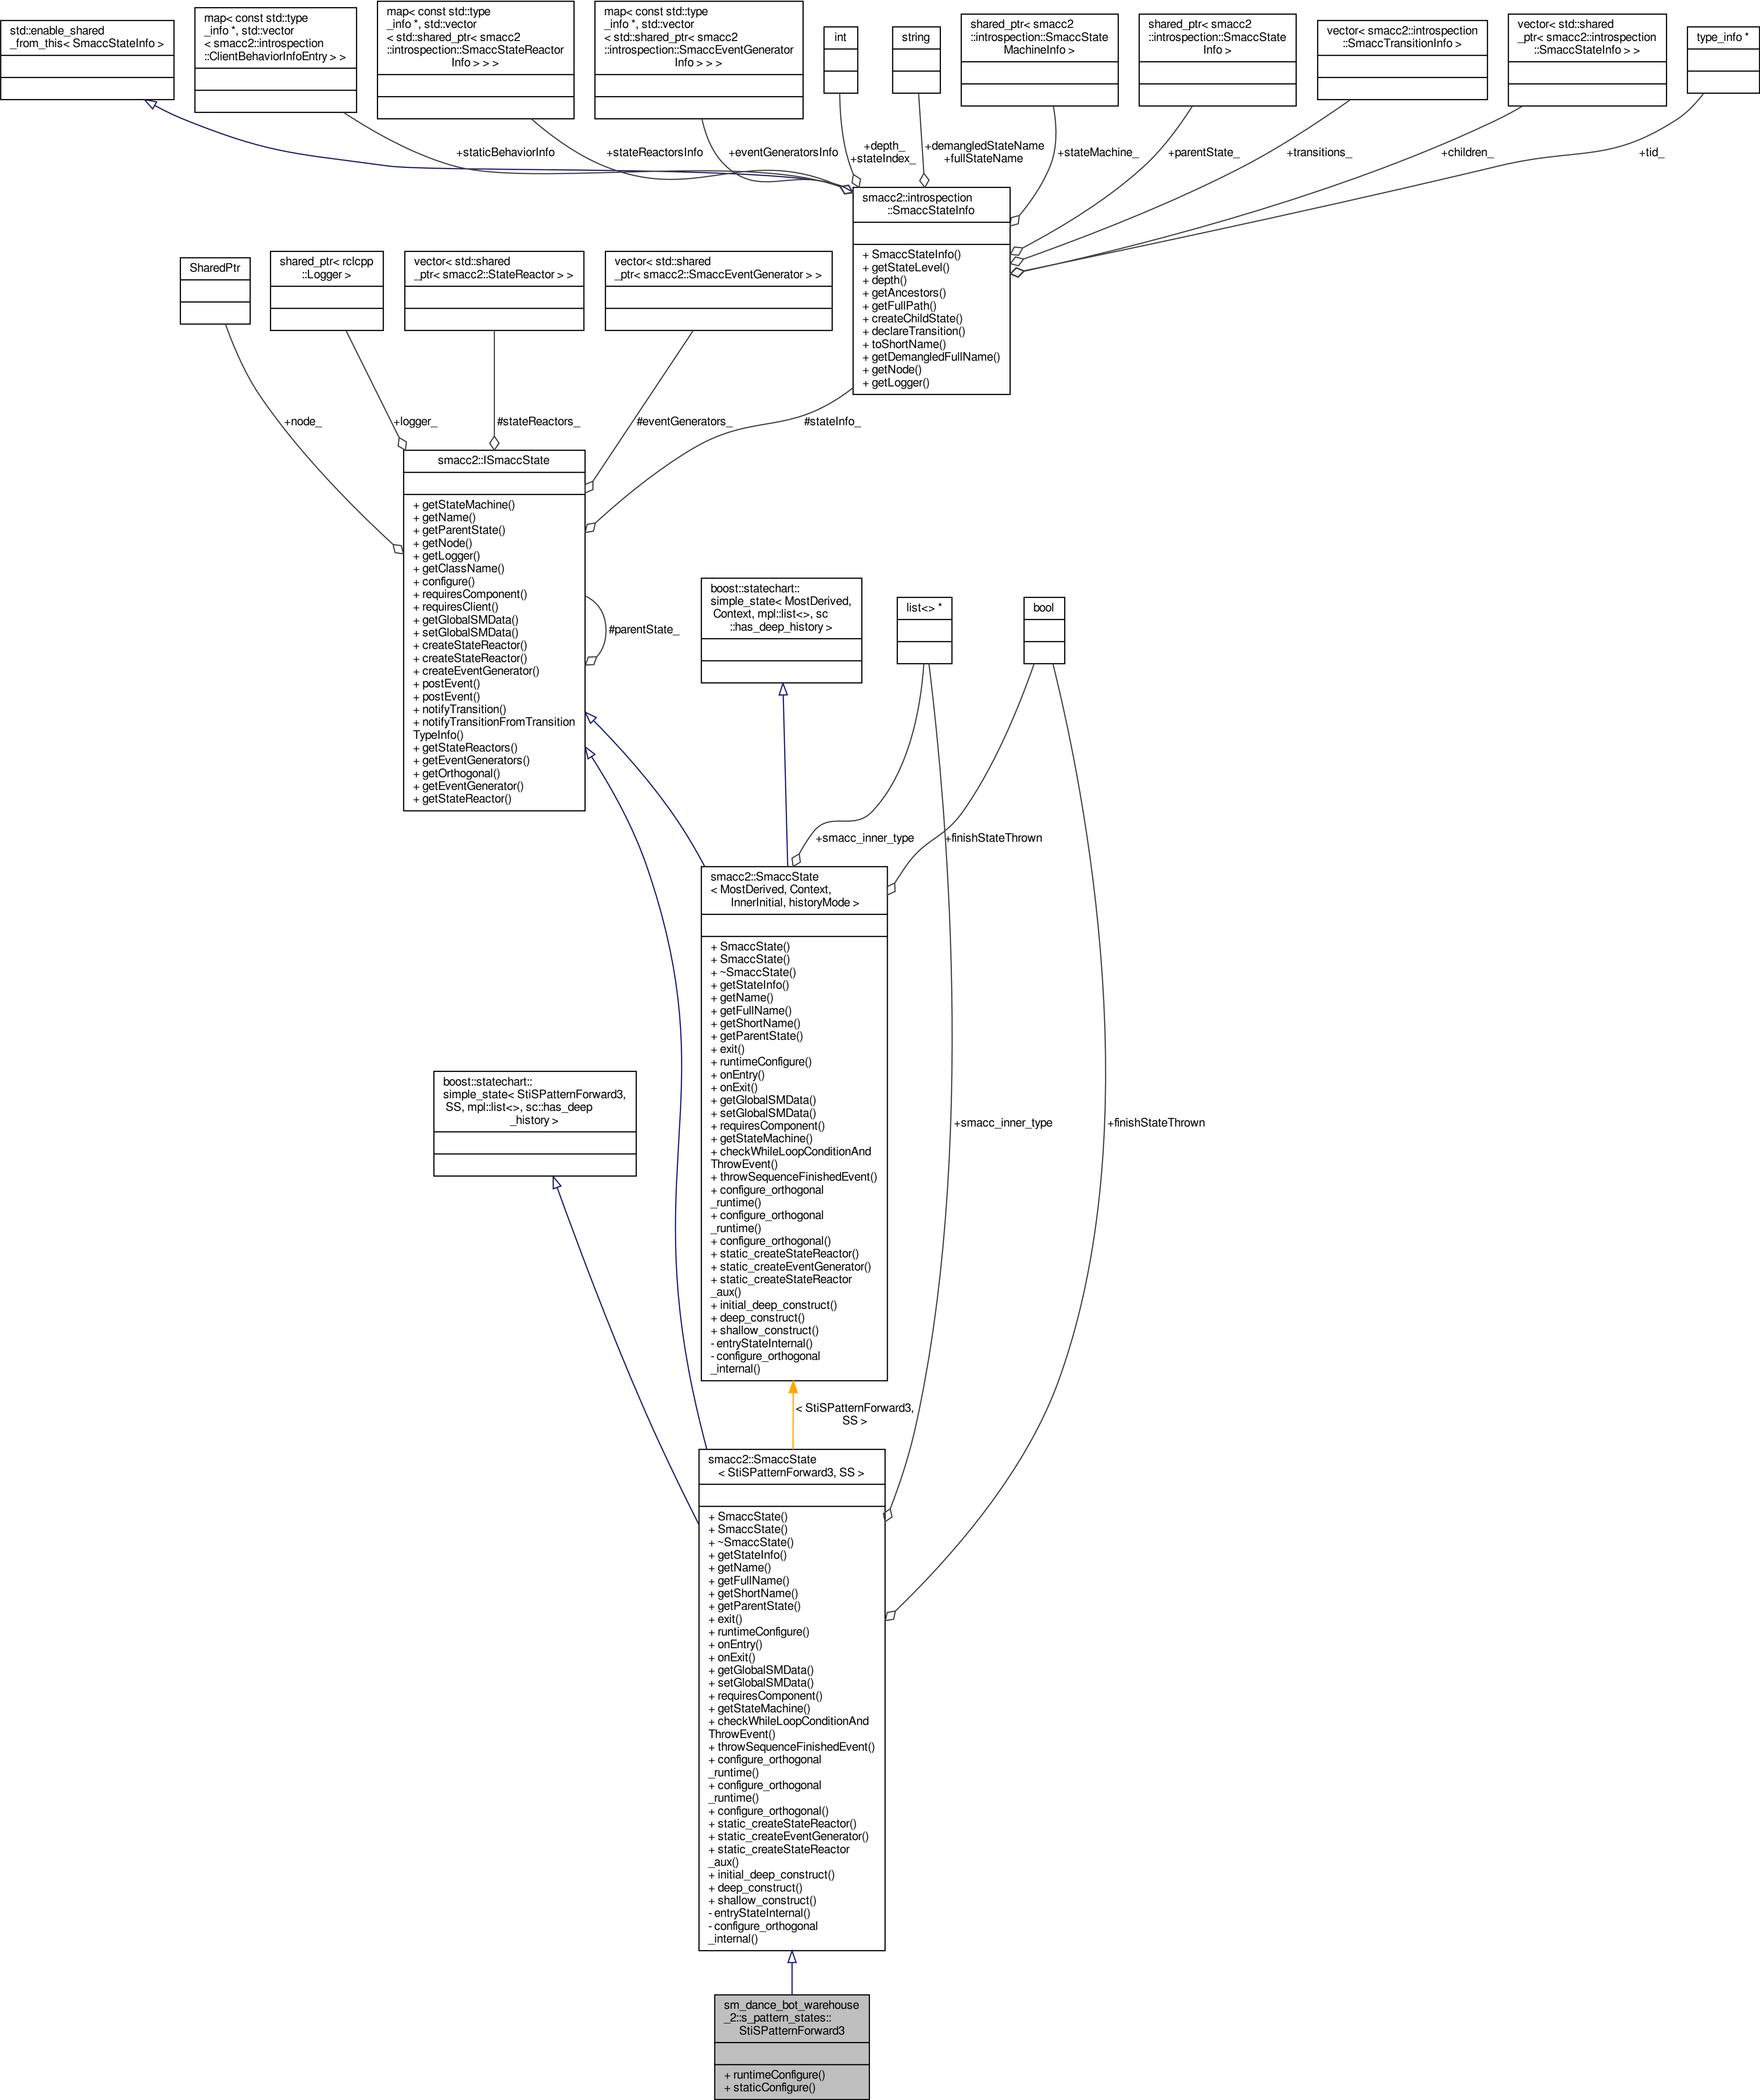 std::enable_shared
_from_this< SmaccStateInfo >
map< const std::type
_info *, std::vector
< smacc2::introspection
::ClientBehaviorInfoEntry > >
map< const std::type
_info *, std::vector
< std::shared_ptr< smacc2
::introspection::SmaccStateReactor
Info > > >
map< const std::type
_info *, std::vector
< std::shared_ptr< smacc2
::introspection::SmaccEventGenerator
Info > > >
int
string
shared_ptr< smacc2
::introspection::SmaccState
MachineInfo >
shared_ptr< smacc2
::introspection::SmaccState
Info >
vector< smacc2::introspection
::SmaccTransitionInfo >
vector< std::shared
_ptr< smacc2::introspection
::SmaccStateInfo > >
type_info *
+staticBehaviorInfo
+stateReactorsInfo
+eventGeneratorsInfo
+depth_
+stateIndex_
+demangledStateName
+fullStateName
+stateMachine_
+parentState_
+transitions_
+children_
+tid_
smacc2::introspection
::SmaccStateInfo
+ SmaccStateInfo()
+ getStateLevel()
+ depth()
+ getAncestors()
+ getFullPath()
+ createChildState()
+ declareTransition()
+ toShortName()
+ getDemangledFullName()
+ getNode()
+ getLogger()
SharedPtr
shared_ptr< rclcpp
::Logger >
vector< std::shared
_ptr< smacc2::StateReactor > >
vector< std::shared
_ptr< smacc2::SmaccEventGenerator > >
+node_
+logger_
#stateReactors_
#eventGenerators_
#stateInfo_
smacc2::ISmaccState
+ getStateMachine()
+ getName()
+ getParentState()
+ getNode()
+ getLogger()
+ getClassName()
+ configure()
+ requiresComponent()
+ requiresClient()
+ getGlobalSMData()
+ setGlobalSMData()
+ createStateReactor()
+ createStateReactor()
+ createEventGenerator()
+ postEvent()
+ postEvent()
+ notifyTransition()
+ notifyTransitionFromTransition
TypeInfo()
+ getStateReactors()
+ getEventGenerators()
+ getOrthogonal()
+ getEventGenerator()
+ getStateReactor()
#parentState_
boost::statechart::
simple_state< MostDerived,
Context, mpl::list<>, sc
::has_deep_history >
list<> *
bool
+smacc_inner_type
+finishStateThrown
smacc2::SmaccState
< MostDerived, Context,
InnerInitial, historyMode >
+ SmaccState()
+ SmaccState()
+ ~SmaccState()
+ getStateInfo()
+ getName()
+ getFullName()
+ getShortName()
+ getParentState()
+ exit()
+ runtimeConfigure()
+ onEntry()
+ onExit()
+ getGlobalSMData()
+ setGlobalSMData()
+ requiresComponent()
+ getStateMachine()
+ checkWhileLoopConditionAnd
ThrowEvent()
+ throwSequenceFinishedEvent()
+ configure_orthogonal
_runtime()
+ configure_orthogonal
_runtime()
+ configure_orthogonal()
+ static_createStateReactor()
+ static_createEventGenerator()
+ static_createStateReactor
_aux()
+ initial_deep_construct()
+ deep_construct()
+ shallow_construct()
- entryStateInternal()
- configure_orthogonal
_internal()
boost::statechart::
simple_state< StiSPatternForward3,
SS, mpl::list<>, sc::has_deep
_history >
+smacc_inner_type
+finishStateThrown
< StiSPatternForward3,
SS >
smacc2::SmaccState
< StiSPatternForward3, SS >
+ SmaccState()
+ SmaccState()
+ ~SmaccState()
+ getStateInfo()
+ getName()
+ getFullName()
+ getShortName()
+ getParentState()
+ exit()
+ runtimeConfigure()
+ onEntry()
+ onExit()
+ getGlobalSMData()
+ setGlobalSMData()
+ requiresComponent()
+ getStateMachine()
+ checkWhileLoopConditionAnd
ThrowEvent()
+ throwSequenceFinishedEvent()
+ configure_orthogonal
_runtime()
+ configure_orthogonal
_runtime()
+ configure_orthogonal()
+ static_createStateReactor()
+ static_createEventGenerator()
+ static_createStateReactor
_aux()
+ initial_deep_construct()
+ deep_construct()
+ shallow_construct()
- entryStateInternal()
- configure_orthogonal
_internal()
sm_dance_bot_warehouse
_2::s_pattern_states::
StiSPatternForward3
+ runtimeConfigure()
+ staticConfigure()